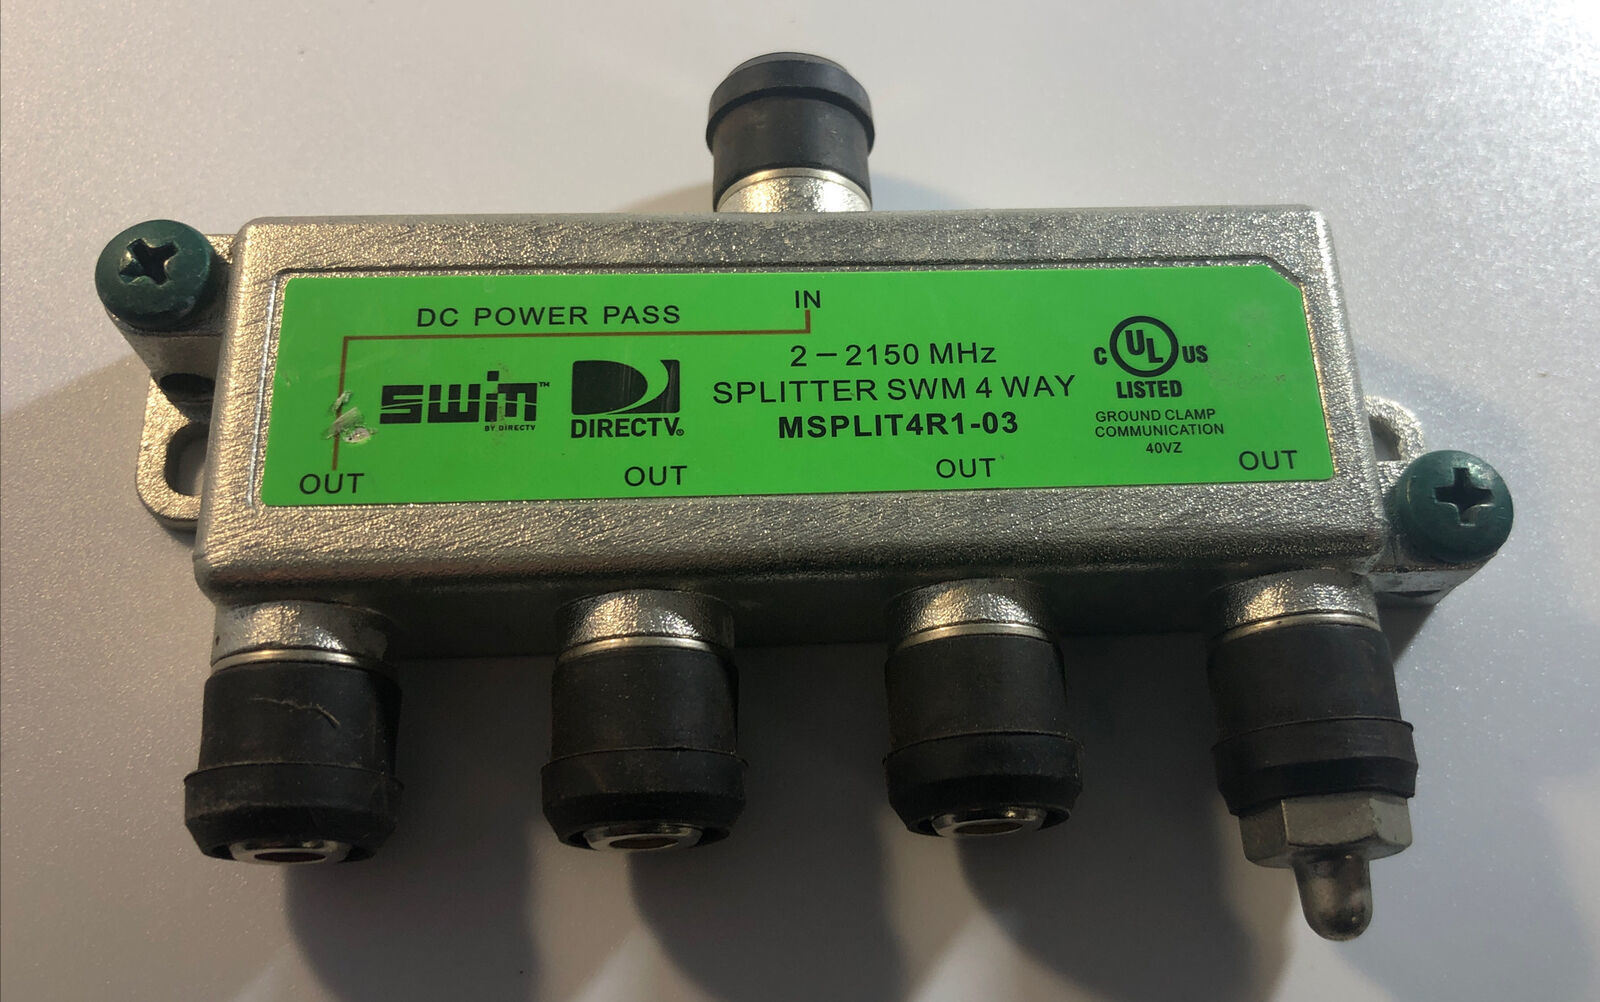 DC POWER PASS
IN
2-2150 MHz
SPLITTER SWM 4 WAY
MSPLIT4R1-03
SWiM™
BY DIRECTV
DIRECTV®
C UL US
LISTED
GROUND CLAMP
COMMUNICATION
40VZ
OUT
OUT
OUT
OUT